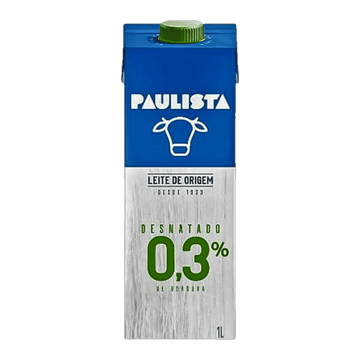 PAULISTA
LEITE DE ORIGEM
DESDE 1933
DESNATADO
0,3%
DE GORDURA
1L